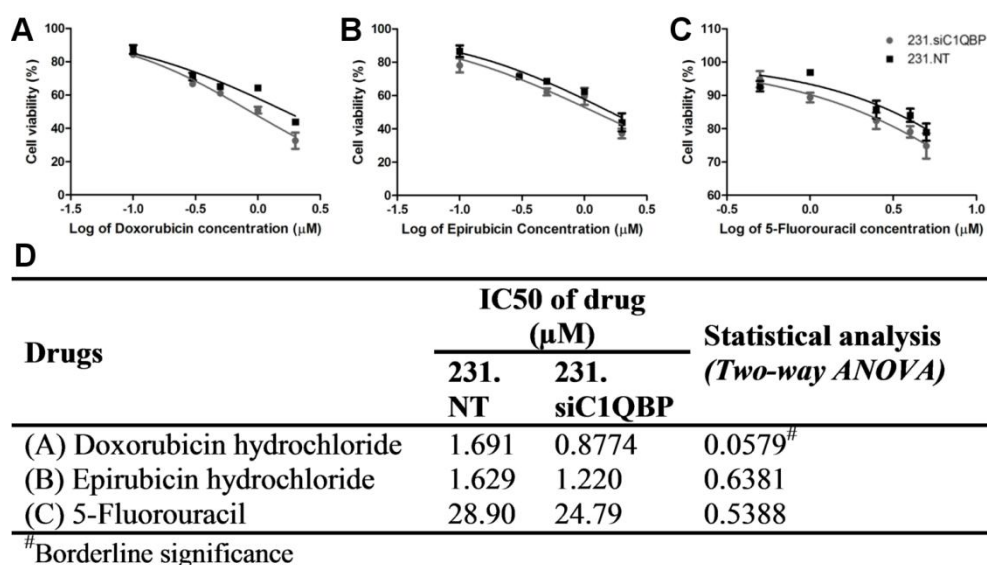 A
B
C
100
80
60
40
20
0
Cell viability (%)
-1.5
-1.0
-0.5
0.0
0.5
Log of Doxorubicin concentration (μM)
100
80
60
40
20
0
Cell viability (%)
-1.5
-1.0
-0.5
0.0
0.5
Log of Epirubicin Concentration (μM)
110
100
90
80
70
60
Cell viability (%)
231.siC1QBP
231.NT
-0.5
0.0
0.5
1.0
Log of 5-Fluorouracil concentration (μM)
D
Drugs
IC50 of drug
(μM)
231.
NT
231.
siC1QBP
Statistical analysis
(Two-way ANOVA)
(A) Doxorubicin hydrochloride 1.691 0.8774 0.0579#
(B) Epirubicin hydrochloride 1.629 1.220 0.6381
(C) 5-Fluorouracil 28.90 24.79 0.5388
#Borderline significance